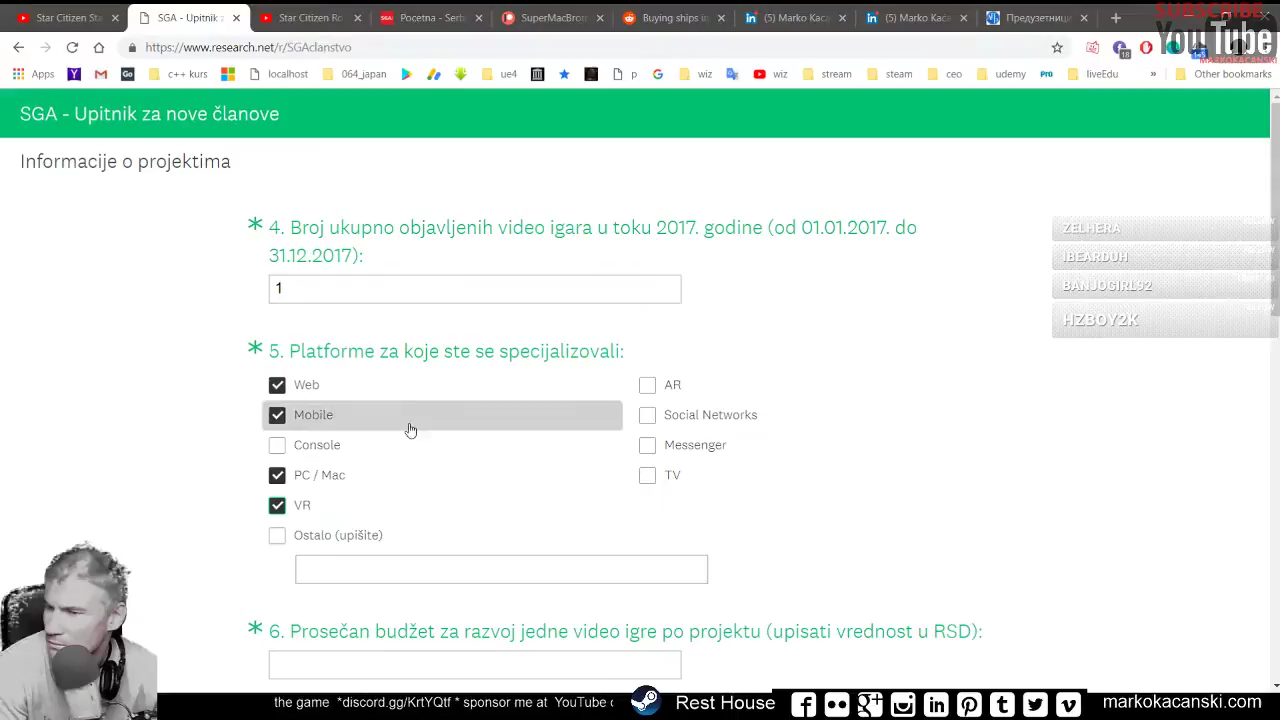 Star Citizen
SGA - Upitnik z
Star Citizen Ro
Pocetna - Serb
SuperMacBro
Buying ships i
(5) Marko Kac
(5) Marko Kac
Предузетниц
SUBSCRIBE
YouTube
MARKOKACANSKI
https://www.research.net/r/SGAclanstvo
18
Apps
c++ kurs
localhost
064_japan
ue4
p
wiz
wiz
stream
steam
ceo
udemy
Pro
liveEdu
»
Other bookmarks
SGA - Upitnik za nove članove
Informacije o projektima
* 4. Broj ukupno objavljenih video igara u toku 2017. godine (od 01.01.2017. do
31.12.2017):
1
* 5. Platforme za koje ste se specijalizovali:
Web
AR
Mobile
Social Networks
Console
Messenger
PC / Mac
TV
VR
Ostalo (upišite)
* 6. Prosečan budžet za razvoj jedne video igre po projektu (upisati vrednost u RSD):
ZELHERA
IBEARDUH
BANJOGIRL92
HZBOY2K
the game *discord.gg/KrtYQtf * sponsor me at YouTube
Rest House
markokacanski.com